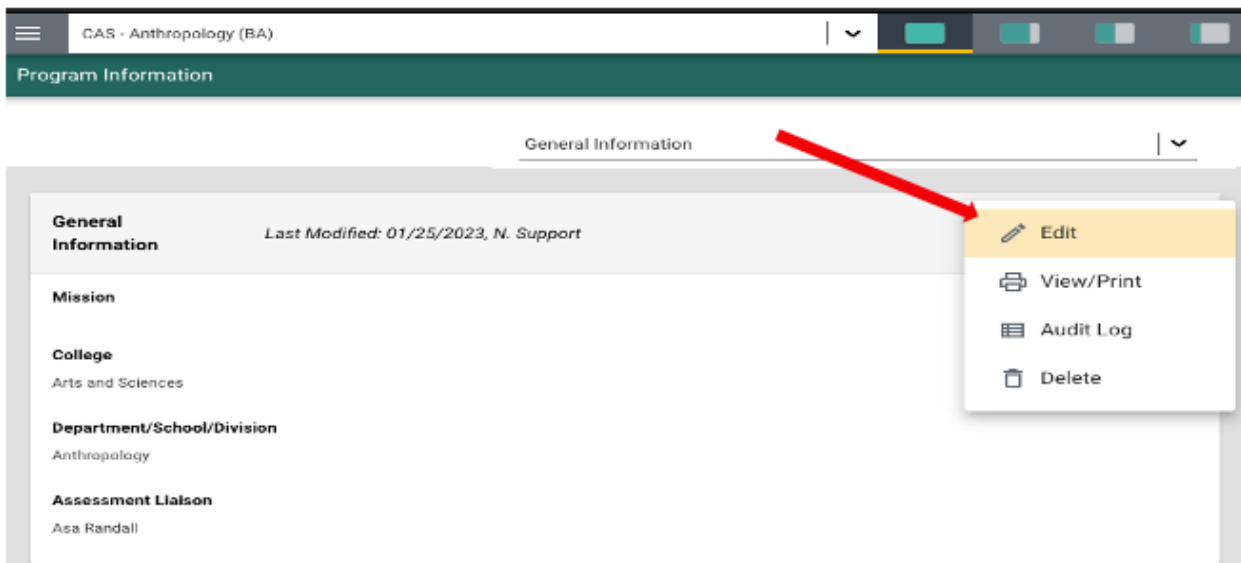 CAS - Anthropology (BA)
Program Information
General Information
General
Information
Last Modified: 01/25/2023, N. Support
Edit
View/Print
Audit Log
Delete
Mission
College
Arts and Sciences
Department/School/Division
Anthropology
Assessment Liaison
Asa Randall